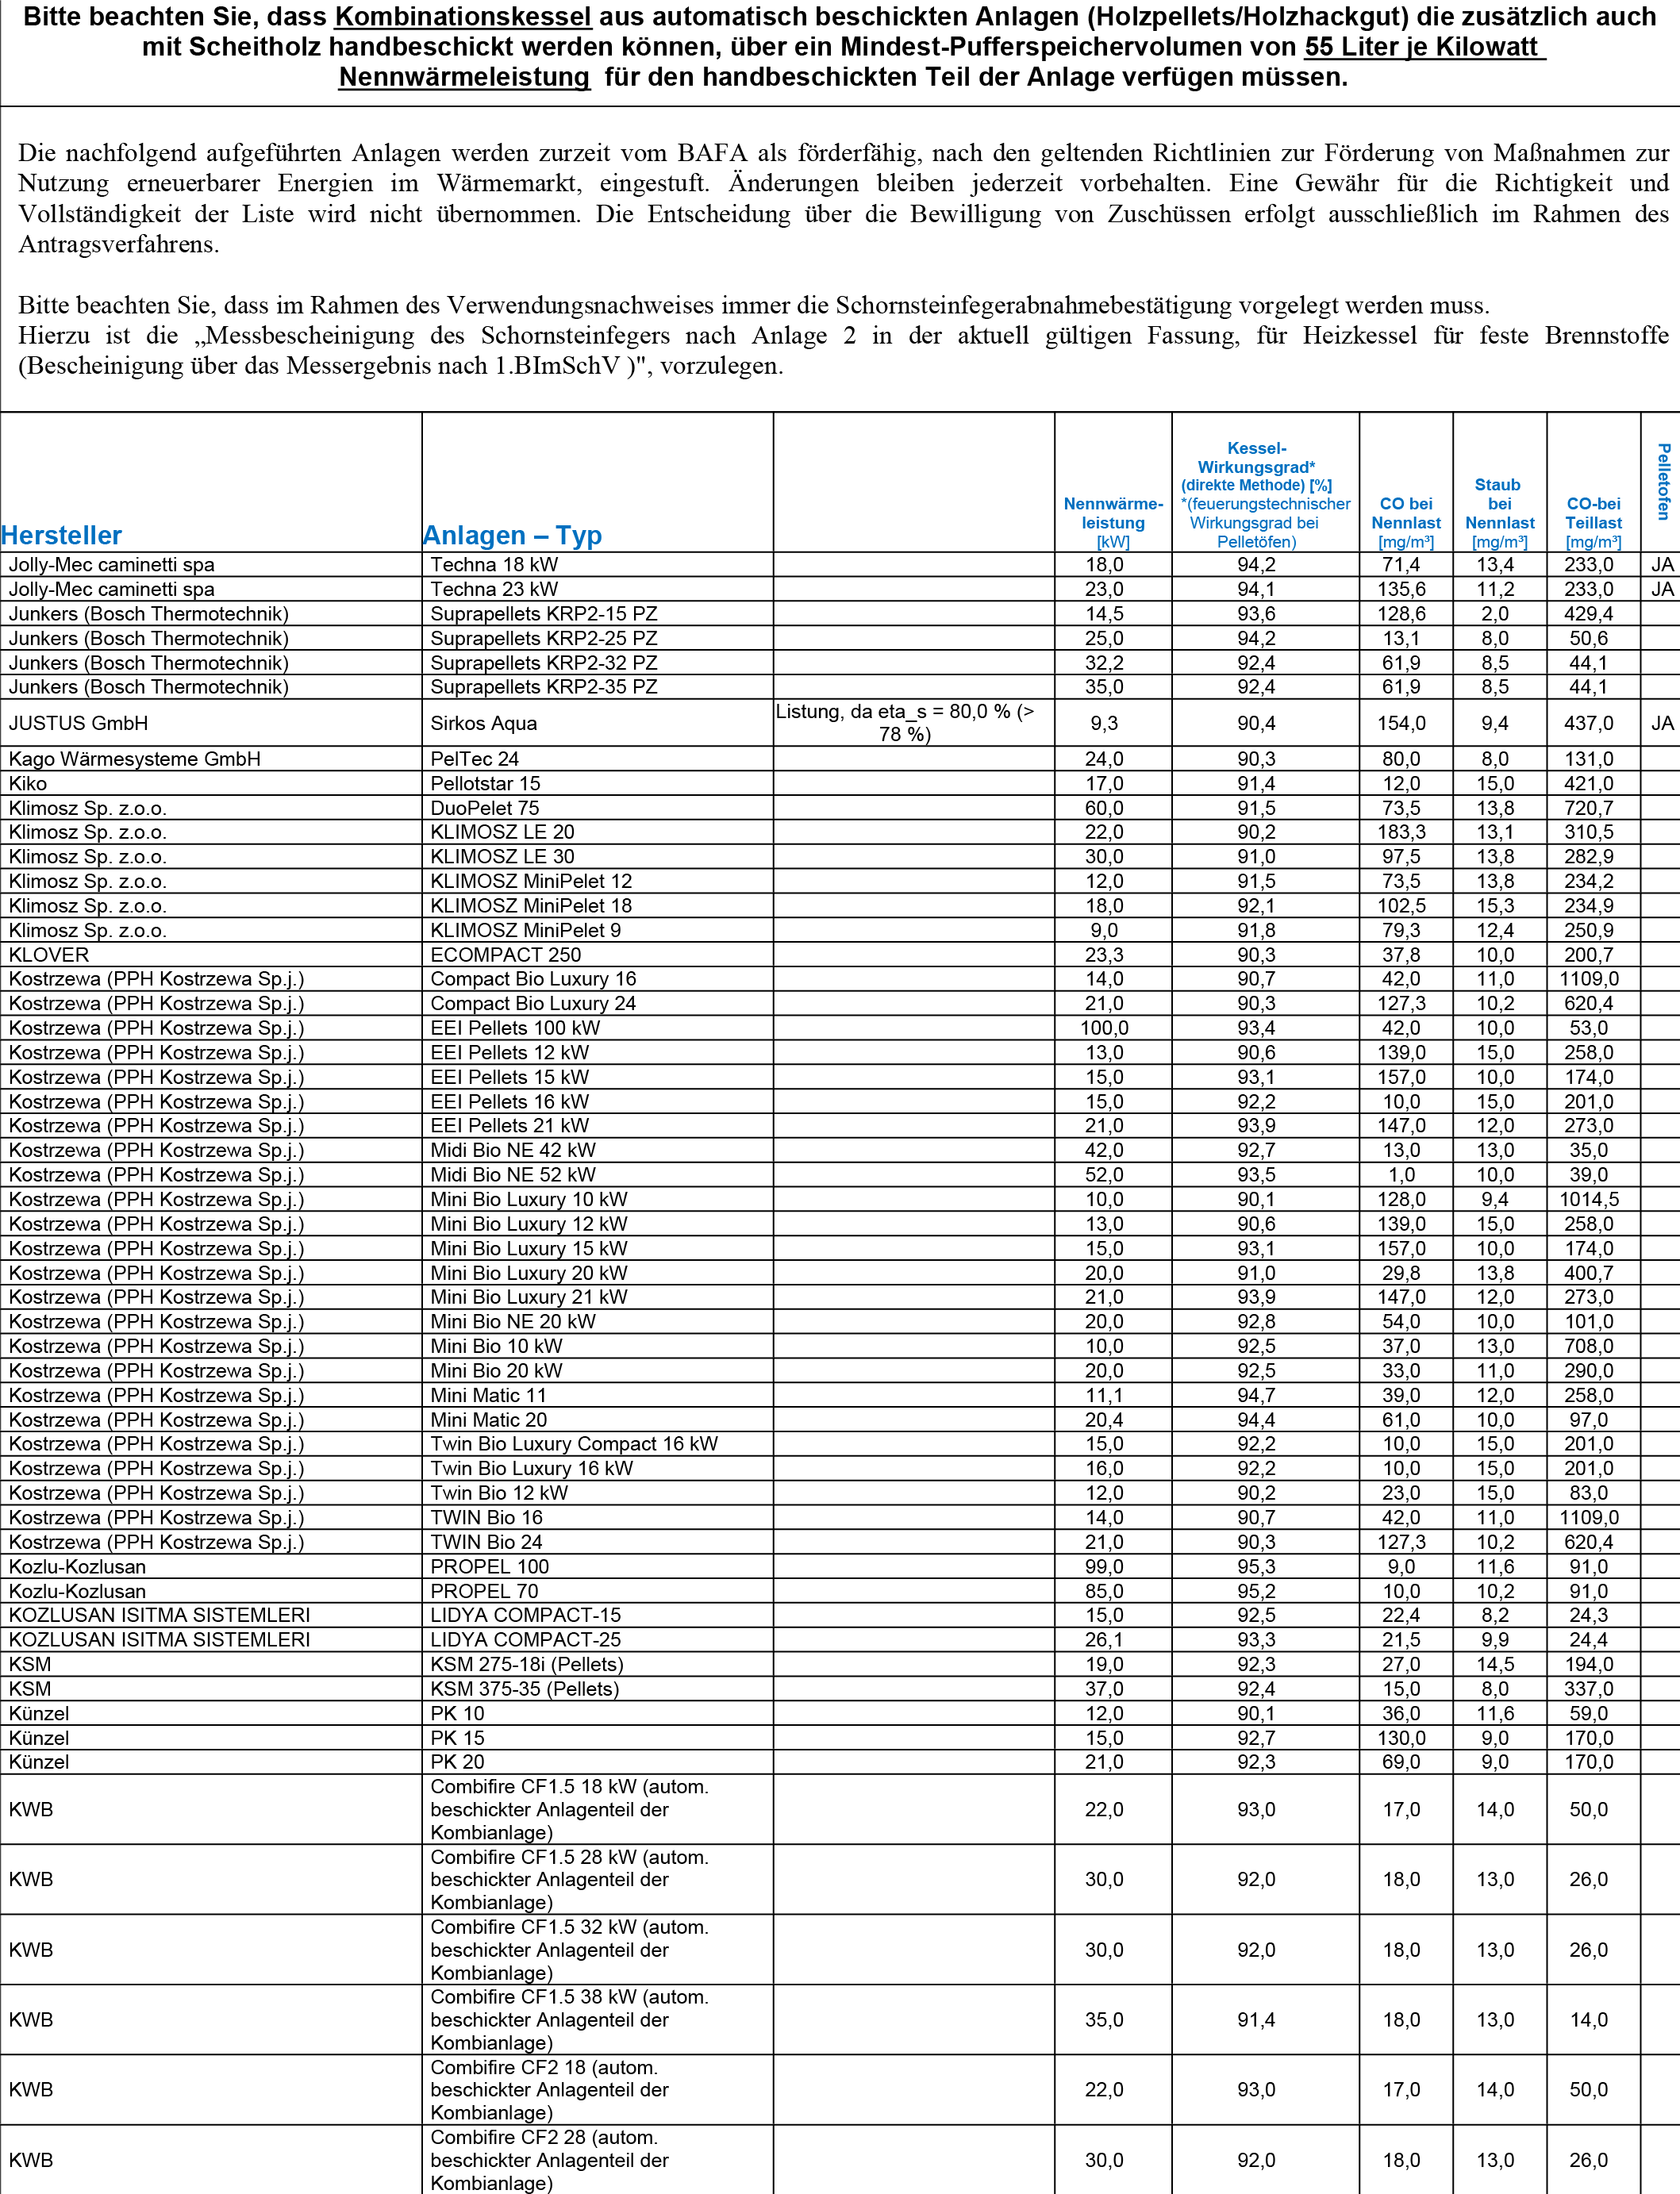 Bitte beachten Sie, dass Kombinationskessel aus automatisch beschickten Anlagen (Holzpellets/Holzhackgut) die zusätzlich auch
mit Scheitholz handbeschickt werden können, über ein Mindest-Pufferspeichervolumen von 55 Liter je Kilowatt
Nennwärmeleistung für den handbeschickten Teil der Anlage verfügen müssen.
Die nachfolgend aufgeführten Anlagen werden zurzeit vom BAFA als förderfähig, nach den geltenden Richtlinien zur Förderung von Maßnahmen zur
Nutzung erneuerbarer Energien im Wärmemarkt, eingestuft. Änderungen bleiben jederzeit vorbehalten. Eine Gewähr für die Richtigkeit und
Vollständigkeit der Liste wird nicht übernommen. Die Entscheidung über die Bewilligung von Zuschüssen erfolgt ausschließlich im Rahmen des
Antragsverfahrens.
Bitte beachten Sie, dass im Rahmen des Verwendungsnachweises immer die Schornsteinfegerabnahmebestätigung vorgelegt werden muss.
Hierzu ist die „Messbescheinigung des Schornsteinfegers nach Anlage 2 in der aktuell gültigen Fassung, für Heizkessel für feste Brennstoffe
(Bescheinigung über das Messergebnis nach 1.BImSchV )", vorzulegen.
Hersteller
Anlagen – Typ
Nennwärme-
leistung
[kW]
Kessel-
Wirkungsgrad*
(direkte Methode) [%]
*(feuerungstechnischer
Wirkungsgrad bei
Pelletöfen)
CO bei
Nennlast
[mg/m³]
Staub
bei
Nennlast
[mg/m³]
CO-bei
Teillast
[mg/m³]
Pelletofen
Jolly-Mec caminetti spa Techna 18 kW 18,0 94,2 71,4 13,4 233,0 JA
Jolly-Mec caminetti spa Techna 23 kW 23,0 94,1 135,6 11,2 233,0 JA
Junkers (Bosch Thermotechnik) Suprapellets KRP2-15 PZ 14,5 93,6 128,6 2,0 429,4
Junkers (Bosch Thermotechnik) Suprapellets KRP2-25 PZ 25,0 94,2 13,1 8,0 50,6
Junkers (Bosch Thermotechnik) Suprapellets KRP2-32 PZ 32,2 92,4 61,9 8,5 44,1
Junkers (Bosch Thermotechnik) Suprapellets KRP2-35 PZ 35,0 92,4 61,9 8,5 44,1
JUSTUS GmbH Sirkos Aqua Listung, da eta_s = 80,0 % (>
78 %) 9,3 90,4 154,0 9,4 437,0 JA
Kago Wärmesysteme GmbH PelTec 24 24,0 90,3 80,0 8,0 131,0
Kiko Pellotstar 15 17,0 91,4 12,0 15,0 421,0
Klimosz Sp. z.o.o. DuoPelet 75 60,0 91,5 73,5 13,8 720,7
Klimosz Sp. z.o.o. KLIMOSZ LE 20 22,0 90,2 183,3 13,1 310,5
Klimosz Sp. z.o.o. KLIMOSZ LE 30 30,0 91,0 97,5 13,8 282,9
Klimosz Sp. z.o.o. KLIMOSZ MiniPelet 12 12,0 91,5 73,5 13,8 234,2
Klimosz Sp. z.o.o. KLIMOSZ MiniPelet 18 18,0 92,1 102,5 15,3 234,9
Klimosz Sp. z.o.o. KLIMOSZ MiniPelet 9 9,0 91,8 79,3 12,4 250,9
KLOVER ECOMPACT 250 23,3 90,3 37,8 10,0 200,7
Kostrzewa (PPH Kostrzewa Sp.j.) Compact Bio Luxury 16 14,0 90,7 42,0 11,0 1109,0
Kostrzewa (PPH Kostrzewa Sp.j.) Compact Bio Luxury 24 21,0 90,3 127,3 10,2 620,4
Kostrzewa (PPH Kostrzewa Sp.j.) EEI Pellets 100 kW 100,0 93,4 42,0 10,0 53,0
Kostrzewa (PPH Kostrzewa Sp.j.) EEI Pellets 12 kW 13,0 90,6 139,0 15,0 258,0
Kostrzewa (PPH Kostrzewa Sp.j.) EEI Pellets 15 kW 15,0 93,1 157,0 10,0 174,0
Kostrzewa (PPH Kostrzewa Sp.j.) EEI Pellets 16 kW 15,0 92,2 10,0 15,0 201,0
Kostrzewa (PPH Kostrzewa Sp.j.) EEI Pellets 21 kW 21,0 93,9 147,0 12,0 273,0
Kostrzewa (PPH Kostrzewa Sp.j.) Midi Bio NE 42 kW 42,0 92,7 13,0 13,0 35,0
Kostrzewa (PPH Kostrzewa Sp.j.) Midi Bio NE 52 kW 52,0 93,5 1,0 10,0 39,0
Kostrzewa (PPH Kostrzewa Sp.j.) Mini Bio Luxury 10 kW 10,0 90,1 128,0 9,4 1014,5
Kostrzewa (PPH Kostrzewa Sp.j.) Mini Bio Luxury 12 kW 13,0 90,6 139,0 15,0 258,0
Kostrzewa (PPH Kostrzewa Sp.j.) Mini Bio Luxury 15 kW 15,0 93,1 157,0 10,0 174,0
Kostrzewa (PPH Kostrzewa Sp.j.) Mini Bio Luxury 20 kW 20,0 91,0 29,8 13,8 400,7
Kostrzewa (PPH Kostrzewa Sp.j.) Mini Bio Luxury 21 kW 21,0 93,9 147,0 12,0 273,0
Kostrzewa (PPH Kostrzewa Sp.j.) Mini Bio NE 20 kW 20,0 92,8 54,0 10,0 101,0
Kostrzewa (PPH Kostrzewa Sp.j.) Mini Bio 10 kW 10,0 92,5 37,0 13,0 708,0
Kostrzewa (PPH Kostrzewa Sp.j.) Mini Bio 20 kW 20,0 92,5 33,0 11,0 290,0
Kostrzewa (PPH Kostrzewa Sp.j.) Mini Matic 11 11,1 94,7 39,0 12,0 258,0
Kostrzewa (PPH Kostrzewa Sp.j.) Mini Matic 20 20,4 94,4 61,0 10,0 97,0
Kostrzewa (PPH Kostrzewa Sp.j.) Twin Bio Luxury Compact 16 kW 15,0 92,2 10,0 15,0 201,0
Kostrzewa (PPH Kostrzewa Sp.j.) Twin Bio Luxury 16 kW 16,0 92,2 10,0 15,0 201,0
Kostrzewa (PPH Kostrzewa Sp.j.) Twin Bio 12 kW 12,0 90,2 23,0 15,0 83,0
Kostrzewa (PPH Kostrzewa Sp.j.) TWIN Bio 16 14,0 90,7 42,0 11,0 1109,0
Kostrzewa (PPH Kostrzewa Sp.j.) TWIN Bio 24 21,0 90,3 127,3 10,2 620,4
Kozlu-Kozlusan PROPEL 100 99,0 95,3 9,0 11,6 91,0
Kozlu-Kozlusan PROPEL 70 85,0 95,2 10,0 10,2 91,0
KOZLUSAN ISITMA SISTEMLERI LIDYA COMPACT-15 15,0 92,5 22,4 8,2 24,3
KOZLUSAN ISITMA SISTEMLERI LIDYA COMPACT-25 26,1 93,3 21,5 9,9 24,4
KSM KSM 275-18i (Pellets) 19,0 92,3 27,0 14,5 194,0
KSM KSM 375-35 (Pellets) 37,0 92,4 15,0 8,0 337,0
Künzel PK 10 12,0 90,1 36,0 11,6 59,0
Künzel PK 15 15,0 92,7 130,0 9,0 170,0
Künzel PK 20 21,0 92,3 69,0 9,0 170,0
Combifire CF1.5 18 kW (autom.
KWB beschickter Anlagenteil der 22,0 93,0 17,0 14,0 50,0
Kombianlage)
Combifire CF1.5 28 kW (autom.
KWB beschickter Anlagenteil der 30,0 92,0 18,0 13,0 26,0
Kombianlage)
Combifire CF1.5 32 kW (autom.
KWB beschickter Anlagenteil der 30,0 92,0 18,0 13,0 26,0
Kombianlage)
Combifire CF1.5 38 kW (autom.
KWB beschickter Anlagenteil der 35,0 91,4 18,0 13,0 14,0
Kombianlage)
Combifire CF2 18 (autom.
KWB beschickter Anlagenteil der 22,0 93,0 17,0 14,0 50,0
Kombianlage)
Combifire CF2 28 (autom.
KWB beschickter Anlagenteil der 30,0 92,0 18,0 13,0 26,0
Kombianlage)